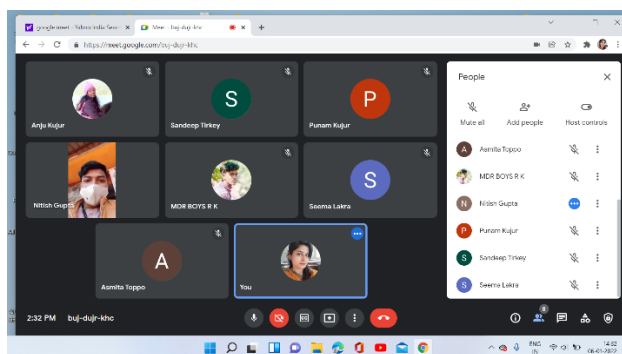 google meet - Yahoo India Sear
Meet - buj-dujr-khc
https://meet.google.com/buj-dujr-khc
Anju Kujur
S
Sandeep Tirkey
P
Punam Kujur
Nitish Gupta
MDR BOYS R K
S
Seema Lakra
A
Asmita Toppo
You
People
Mute all
Add people
Host controls
A Asmita Toppo
MDR BOYS R K
N Nitish Gupta
P Punam Kujur
S Sandeep Tirkey
S Seema Lakra
2:32 PM buj-dujr-khc
8
ENG
IN
14:32
06-01-2022